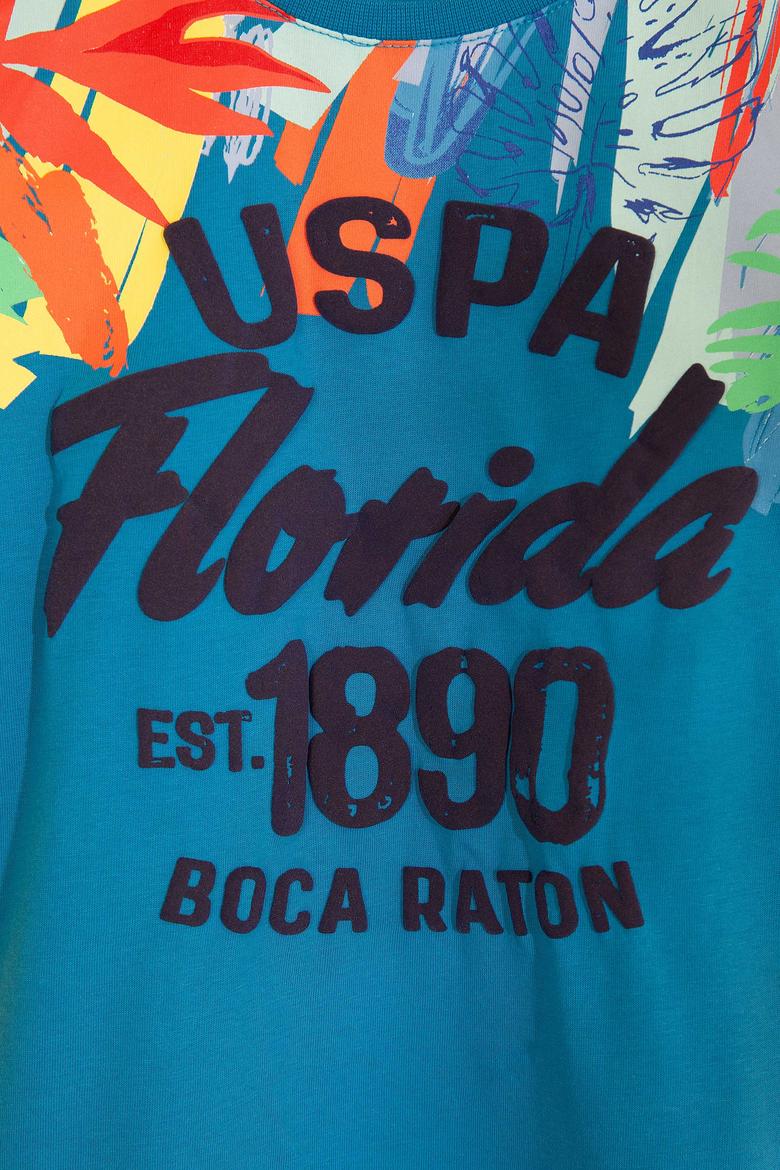 USPA
Florida
EST. 1890
BOCA RATON